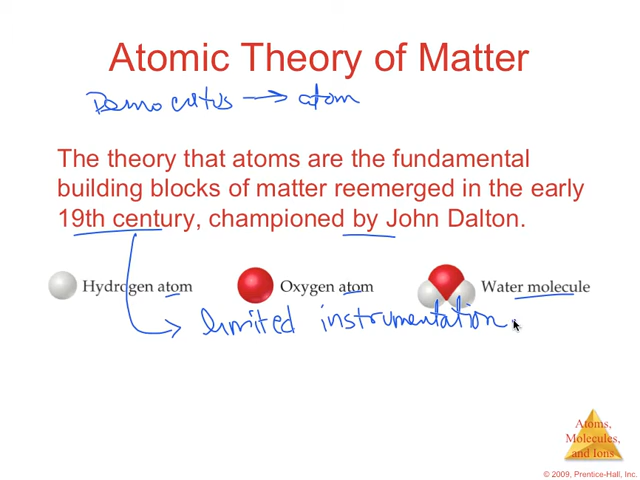 Atomic Theory of Matter
Democritus → atom
The theory that atoms are the fundamental
building blocks of matter reemerged in the early
19th century, championed by John Dalton.
Hydrogen atom Oxygen atom Water molecule
limited instrumentation
Atoms,
Molecules,
and Ions
© 2009, Prentice-Hall, Inc.